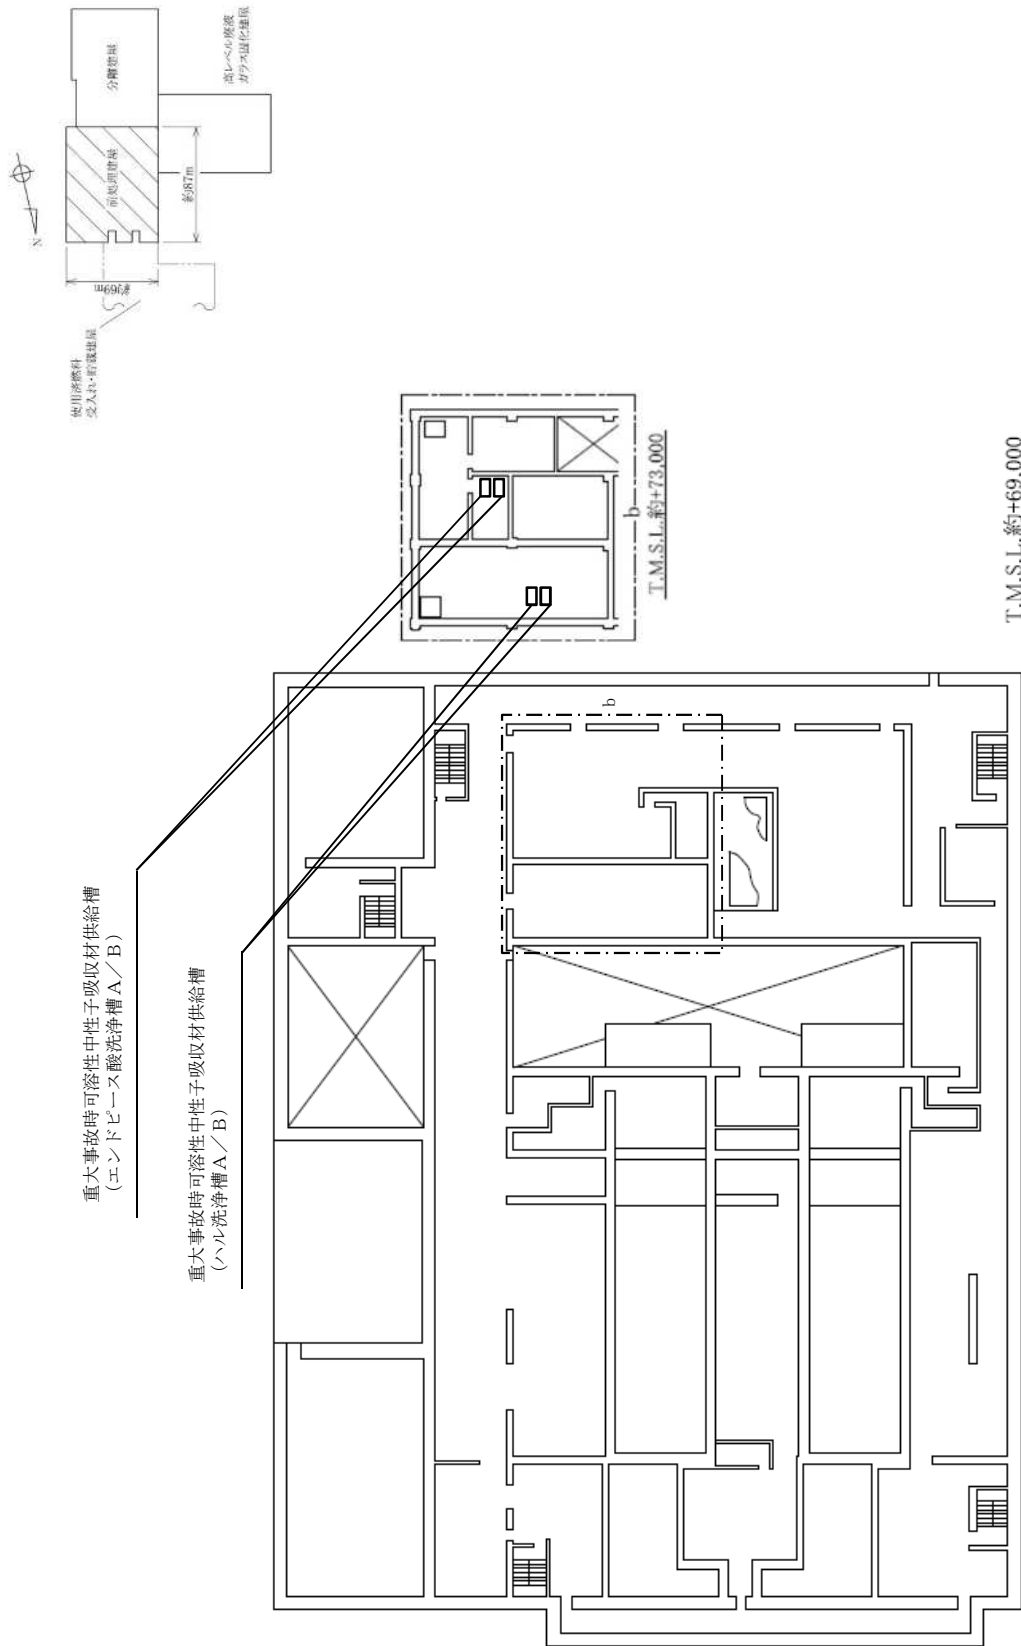 重大事故時可溶性中性子吸収材供給槽
(エンドピース酸洗浄槽A／B)
重大事故時可溶性中性子吸収材供給槽
(ハル洗浄槽A／B)
使用済燃料
受入れ・貯蔵建屋
約69m
N
前処理建屋
約87m
分離建屋
高レベル廃液
ガラス固化建屋
b
T.M.S.L.約+73,000
b
T.M.S.L.約+69,000